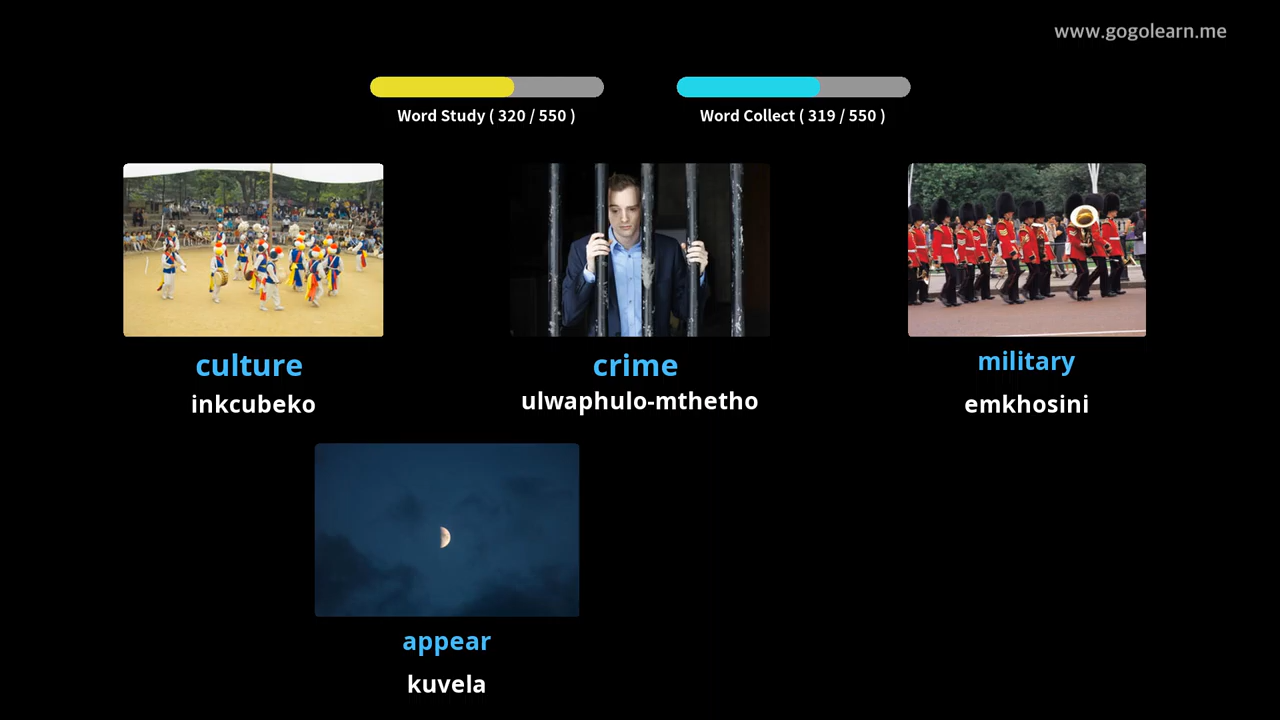 www.gogolearn.me
Word Study ( 320 / 550 )
Word Collect ( 319 / 550 )
culture
inkcubeko
crime
ulwaphulo-mthetho
military
emkhosini
appear
kuvela